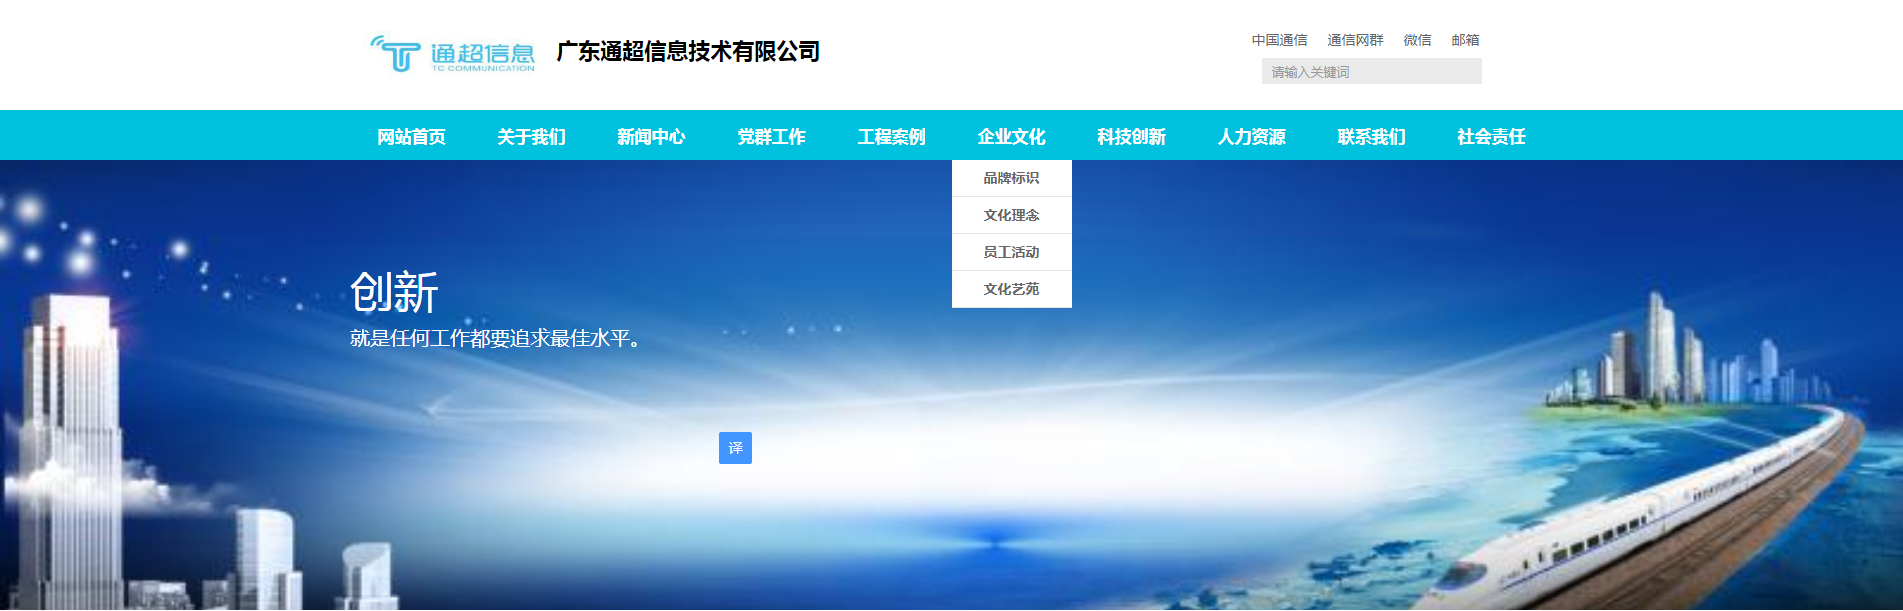 通超信息
TC COMMUNICATION
广东通超信息技术有限公司
中国通信 通信网群 微信 邮箱
请输入关键词
网站首页 关于我们 新闻中心 党群工作 工程案例 企业文化 科技创新 人力资源 联系我们 社会责任
品牌标识
文化理念
员工活动
文化艺苑
创新
就是任何工作都要追求最佳水平。
译